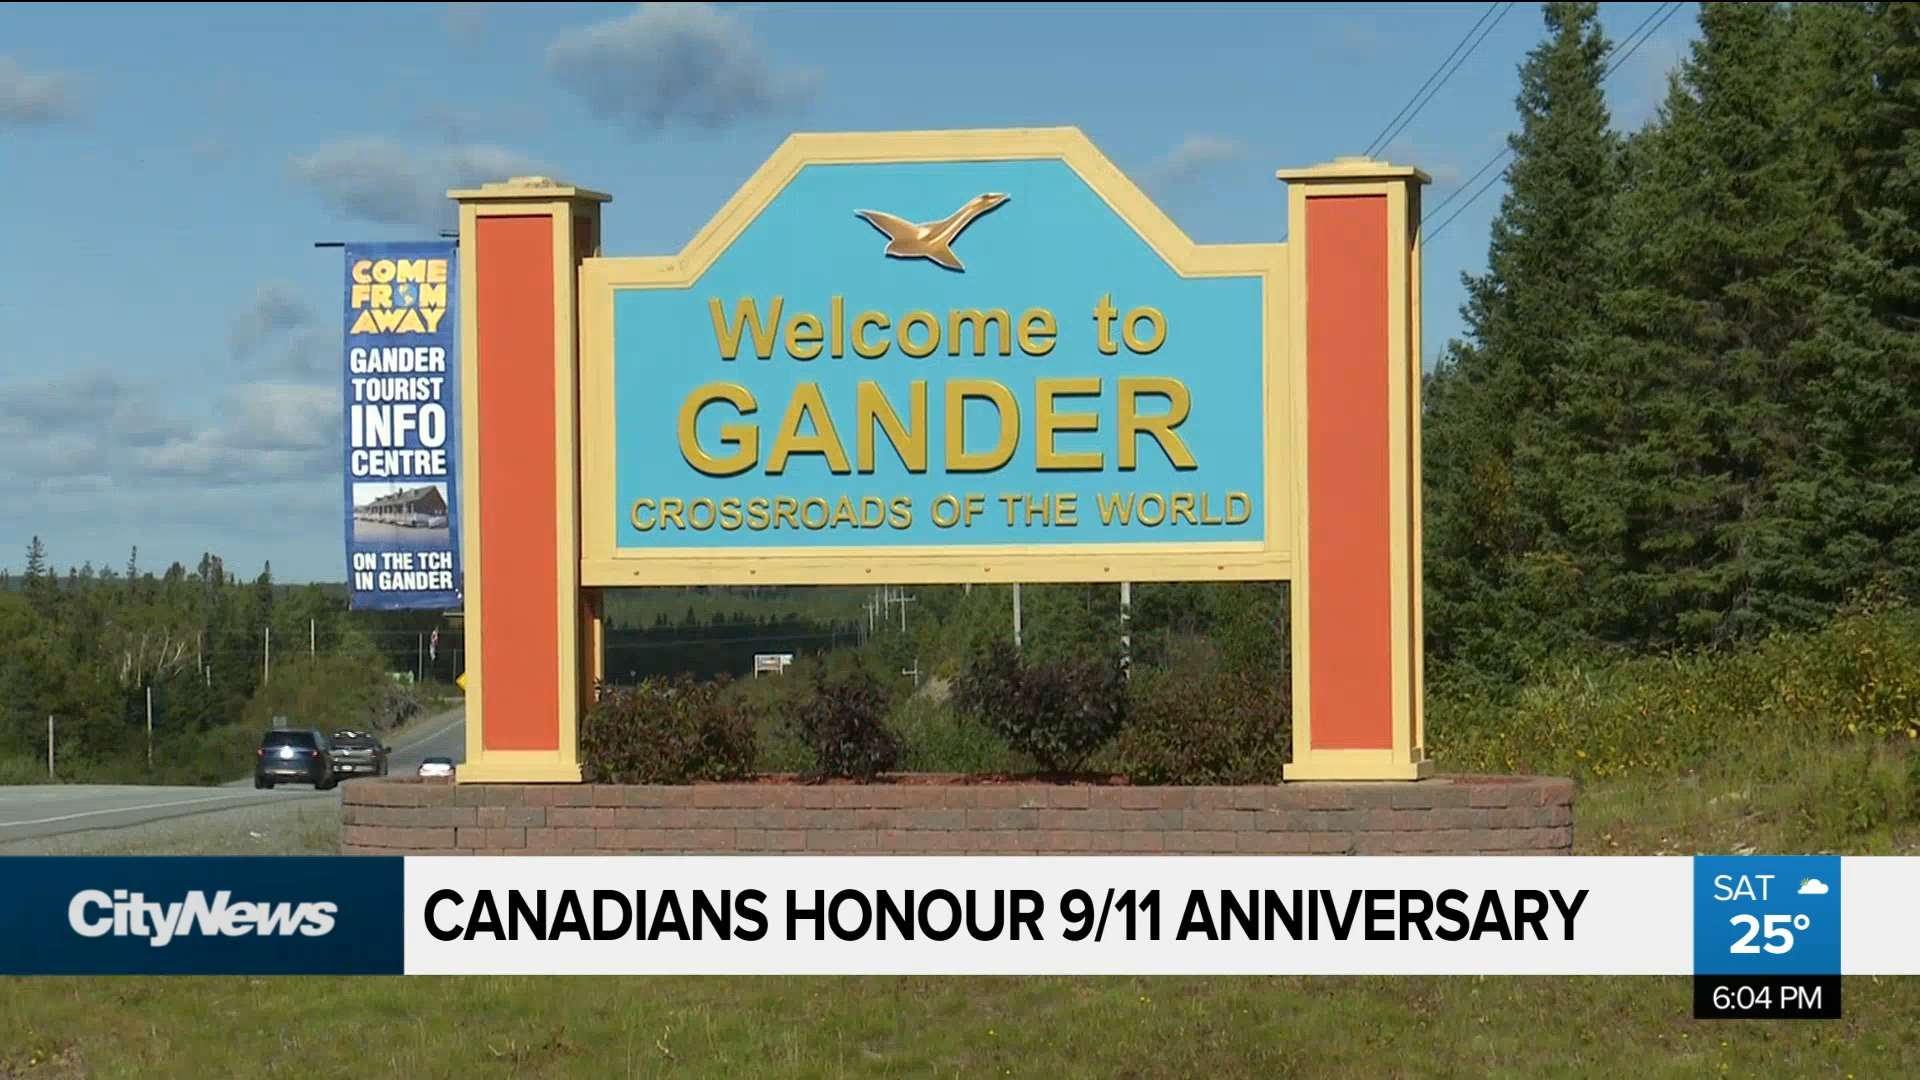 COME
FROM
AWAY
GANDER
TOURIST
INFO
CENTRE
ON THE TCH
IN GANDER
Welcome to
GANDER
CROSSROADS OF THE WORLD
CityNews
CANADIANS HONOUR 9/11 ANNIVERSARY
SAT
25°
6:04 PM